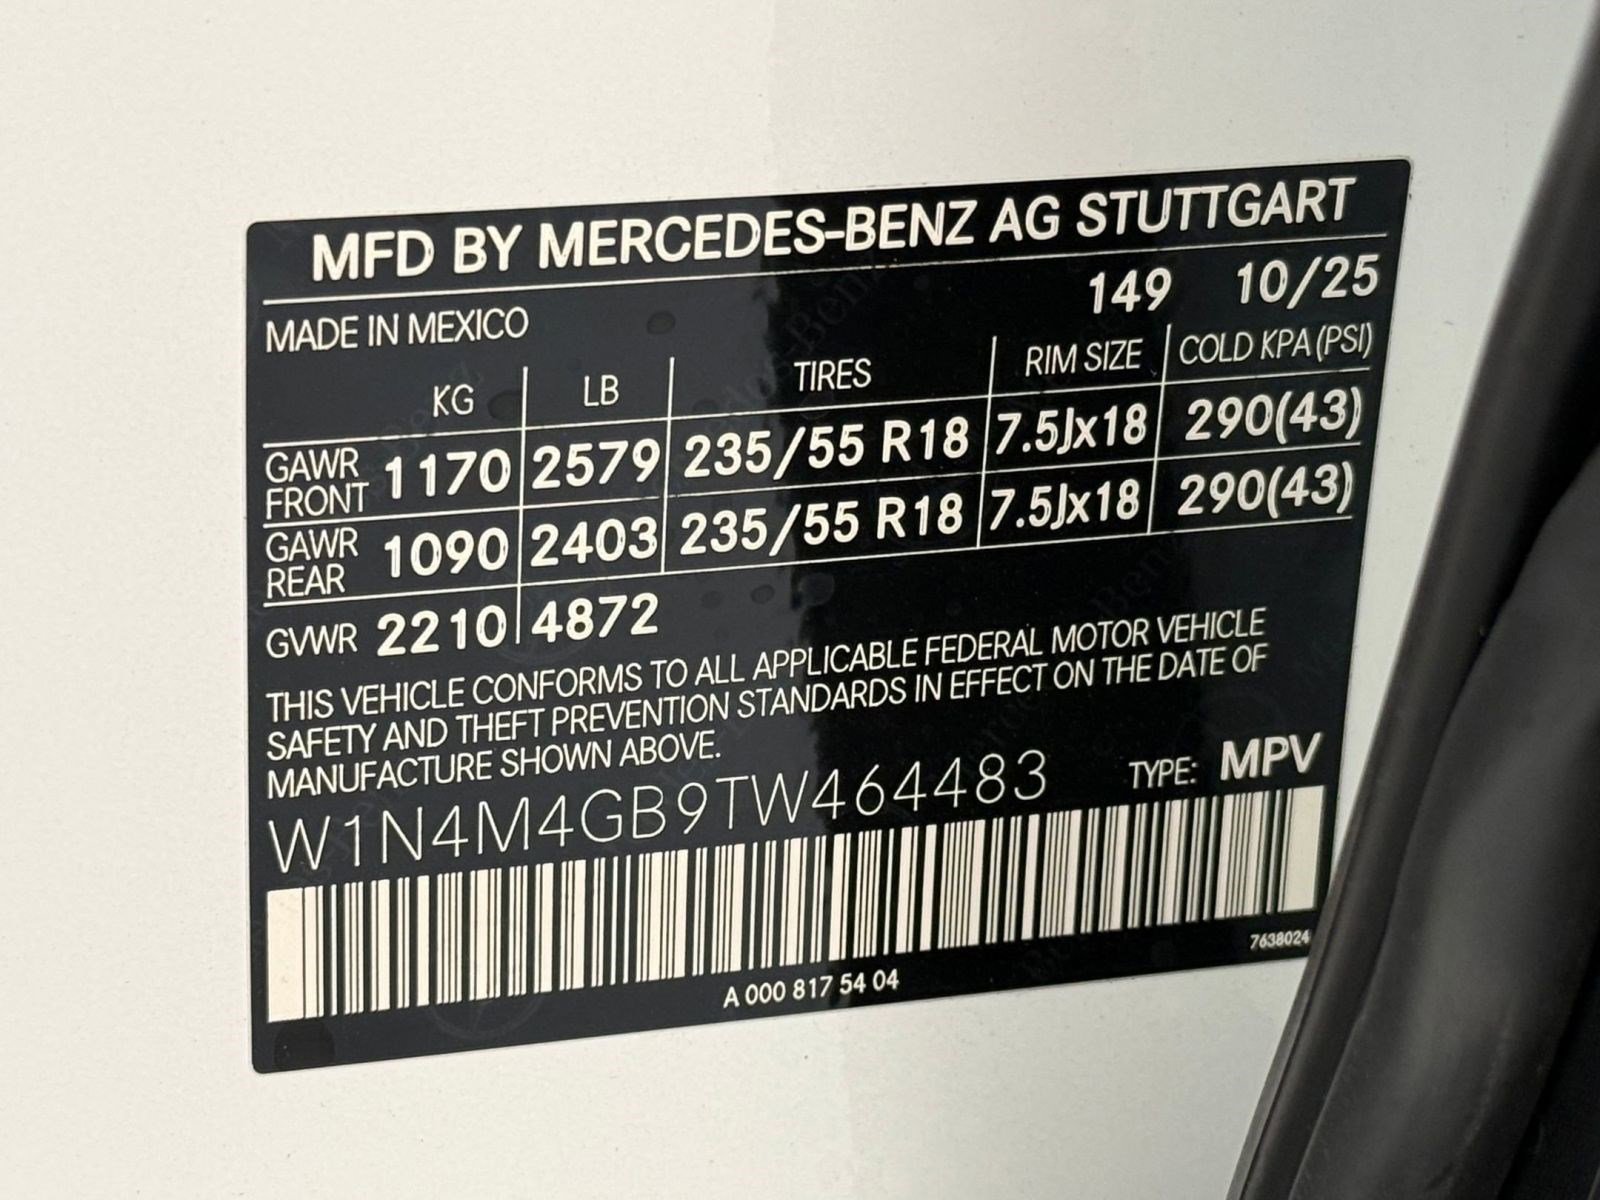 MFD BY MERCEDES-BENZ AG STUTTGART
149 10/25
MADE IN MEXICO
KG LB TIRES RIM SIZE COLD KPA (PSI)
GAWR FRONT 1170 2579 235/55 R18 7.5Jx18 290(43)
GAWR REAR 1090 2403 235/55 R18 7.5Jx18 290(43)
GVWR 2210 4872
THIS VEHICLE CONFORMS TO ALL APPLICABLE FEDERAL MOTOR VEHICLE
SAFETY AND THEFT PREVENTION STANDARDS IN EFFECT ON THE DATE OF
MANUFACTURE SHOWN ABOVE.
W1N4M4GB9TW464483 TYPE: MPV
7638024
A 000 817 54 04